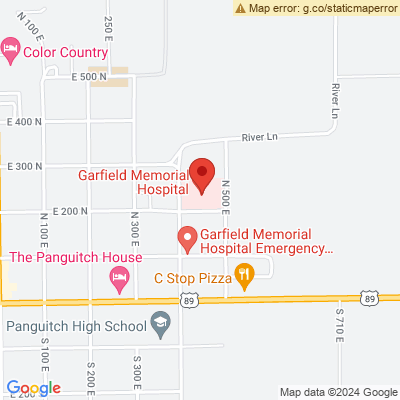 Map error: g.co/staticmaperror
N 100 E
250 E
Color Country
E 500 N
River Ln
E 400 N
River Ln
E 300 N
Garfield Memorial
Hospital
N 500 E
E 200 N
N 100 E
N 300 E
Garfield Memorial
Hospital Emergency...
The Panguitch House
C Stop Pizza
89
89
Panguitch High School
S 710 E
S 100 E
S 200 E
S 300 E
E 200 S
Google
Map data ©2024 Google